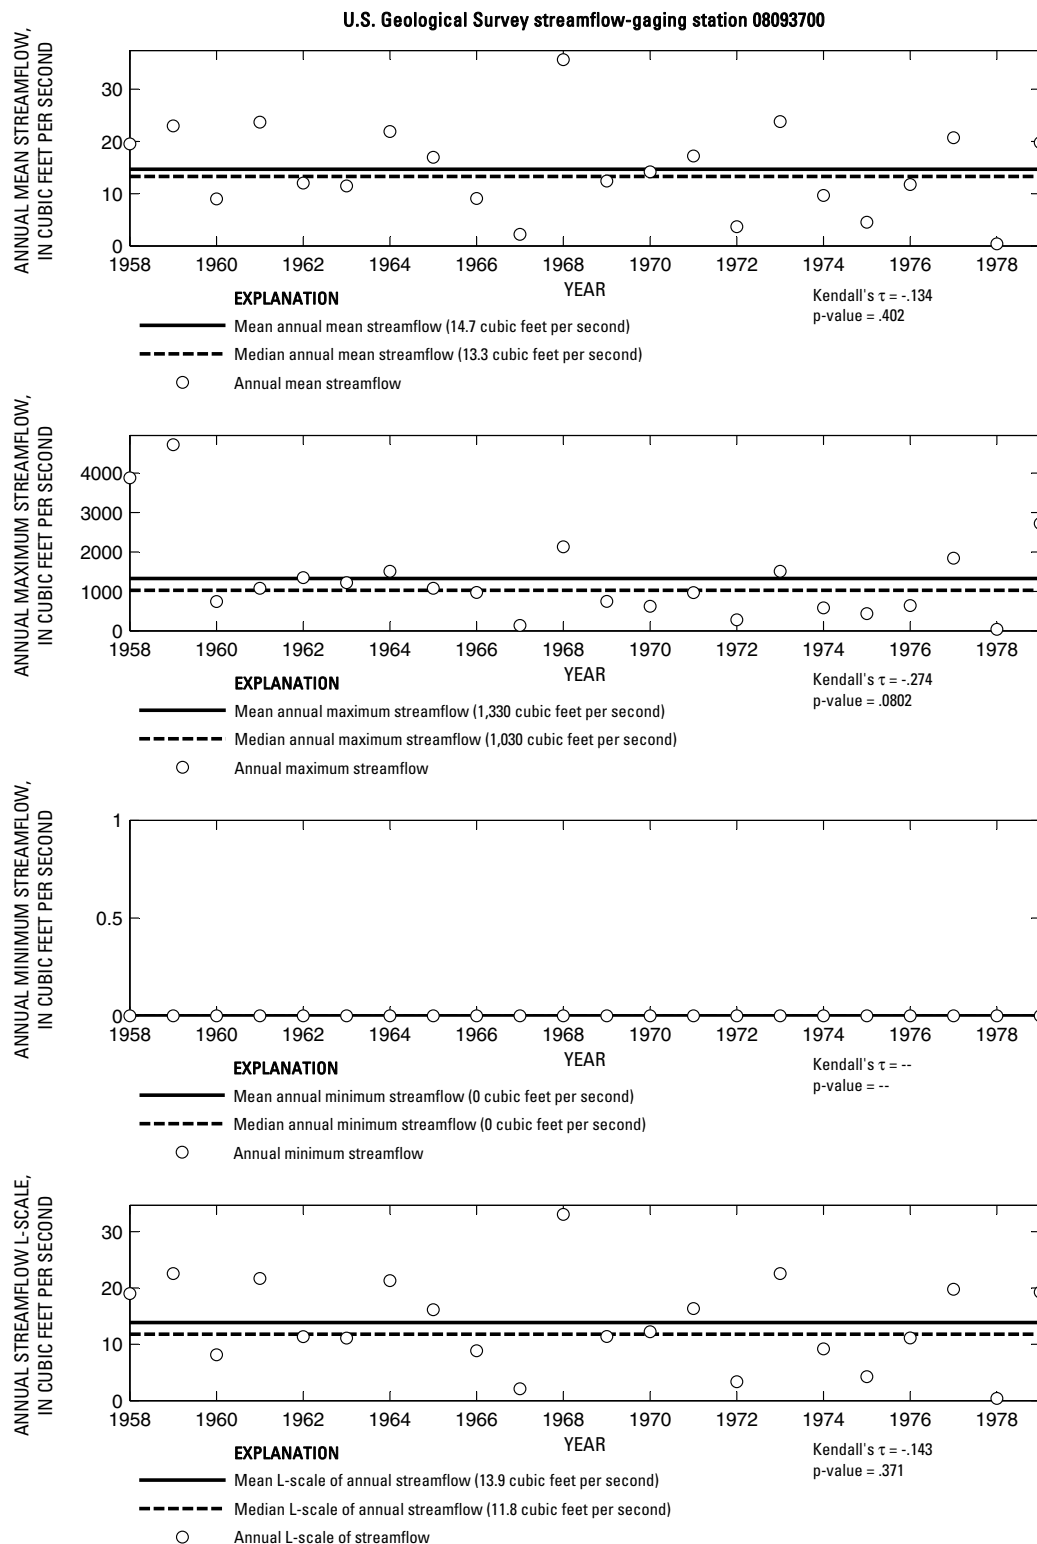 U.S. Geological Survey streamflow-gaging station 08093700
ANNUAL MEAN STREAMFLOW,
IN CUBIC FEET PER SECOND
30
20
10
0
1958 1960 1962 1964 1966 1968 1970 1972 1974 1976 1978
YEAR
Kendall's τ = -.134
p-value = .402
EXPLANATION
Mean annual mean streamflow (14.7 cubic feet per second)
Median annual mean streamflow (13.3 cubic feet per second)
Annual mean streamflow
ANNUAL MAXIMUM STREAMFLOW,
IN CUBIC FEET PER SECOND
4000
3000
2000
1000
0
1958 1960 1962 1964 1966 1968 1970 1972 1974 1976 1978
YEAR
Kendall's τ = -.274
p-value = .0802
EXPLANATION
Mean annual maximum streamflow (1,330 cubic feet per second)
Median annual maximum streamflow (1,030 cubic feet per second)
Annual maximum streamflow
ANNUAL MINIMUM STREAMFLOW,
IN CUBIC FEET PER SECOND
1
0.5
0
1958 1960 1962 1964 1966 1968 1970 1972 1974 1976 1978
YEAR
Kendall's τ = --
p-value = --
EXPLANATION
Mean annual minimum streamflow (0 cubic feet per second)
Median annual minimum streamflow (0 cubic feet per second)
Annual minimum streamflow
ANNUAL STREAMFLOW L-SCALE,
IN CUBIC FEET PER SECOND
30
20
10
0
1958 1960 1962 1964 1966 1968 1970 1972 1974 1976 1978
YEAR
Kendall's τ = -.143
p-value = .371
EXPLANATION
Mean L-scale of annual streamflow (13.9 cubic feet per second)
Median L-scale of annual streamflow (11.8 cubic feet per second)
Annual L-scale of streamflow